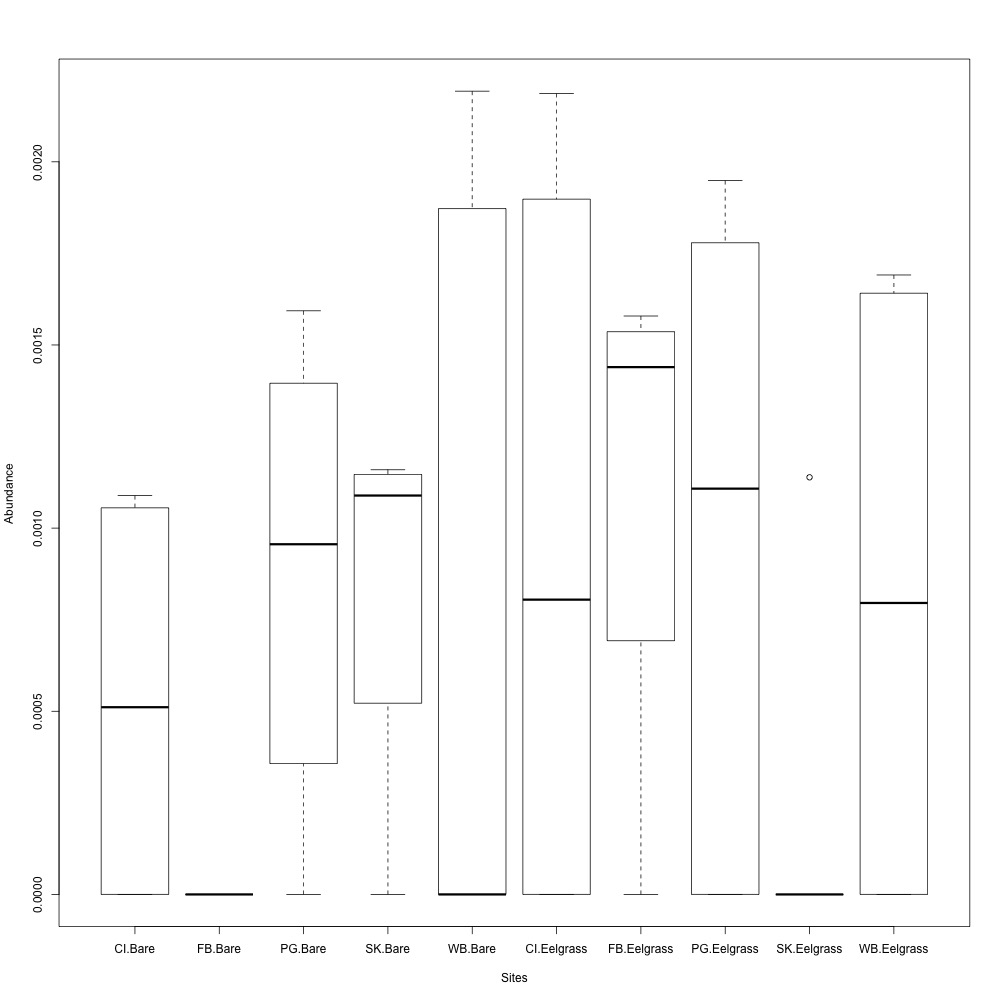 Abundance
0.0020
0.0015
0.0010
0.0005
0.0000
CI.Bare FB.Bare PG.Bare SK.Bare WB.Bare CI.Eelgrass FB.Eelgrass PG.Eelgrass SK.Eelgrass WB.Eelgrass
Sites